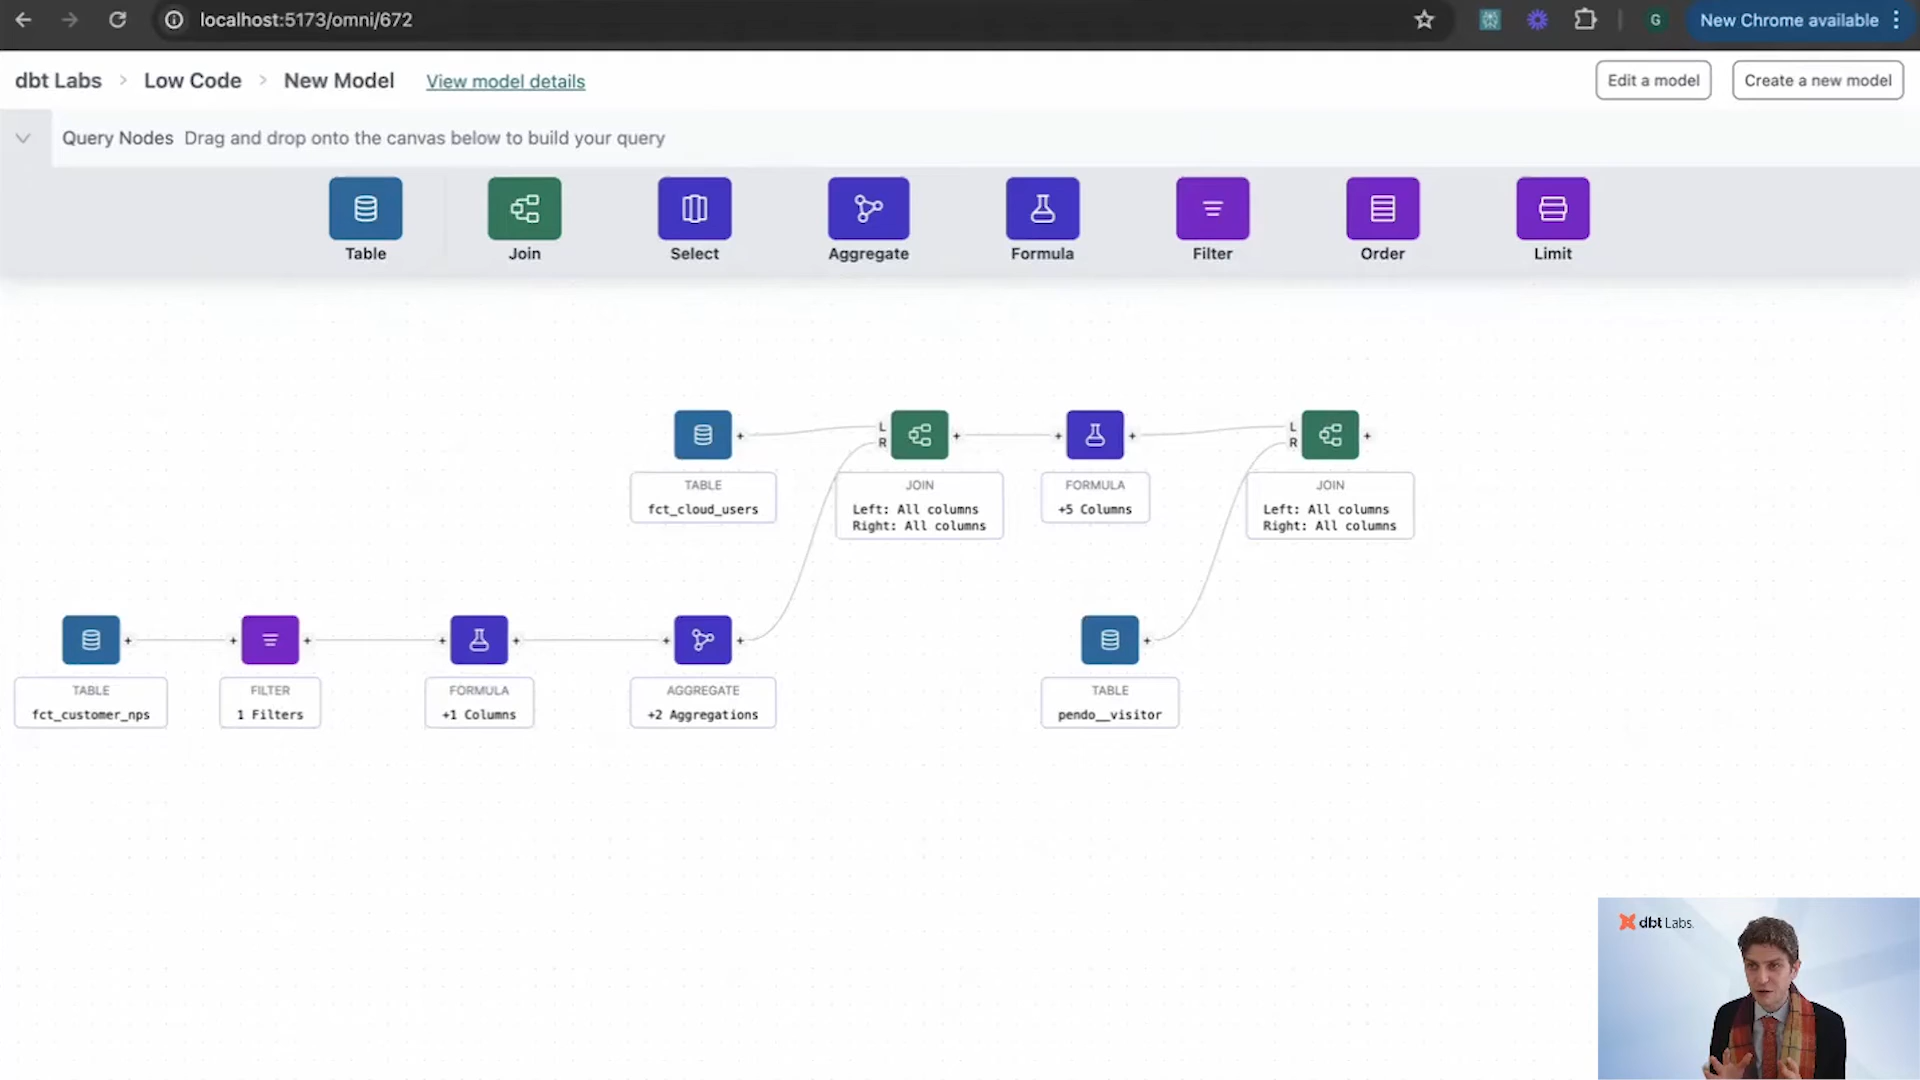 localhost:5173/omni/672
G
New Chrome available
dbt Labs > Low Code > New Model View model details
Edit a model
Create a new model
Query Nodes Drag and drop onto the canvas below to build your query
Table
Join
Select
Aggregate
Formula
Filter
Order
Limit
L
R
L
R
TABLE
fct_cloud_users
JOIN
Left: All columns
Right: All columns
FORMULA
+5 Columns
JOIN
Left: All columns
Right: All columns
TABLE
fct_customer_nps
FILTER
1 Filters
FORMULA
+1 Columns
AGGREGATE
+2 Aggregations
TABLE
pendo__visitor
dbt Labs